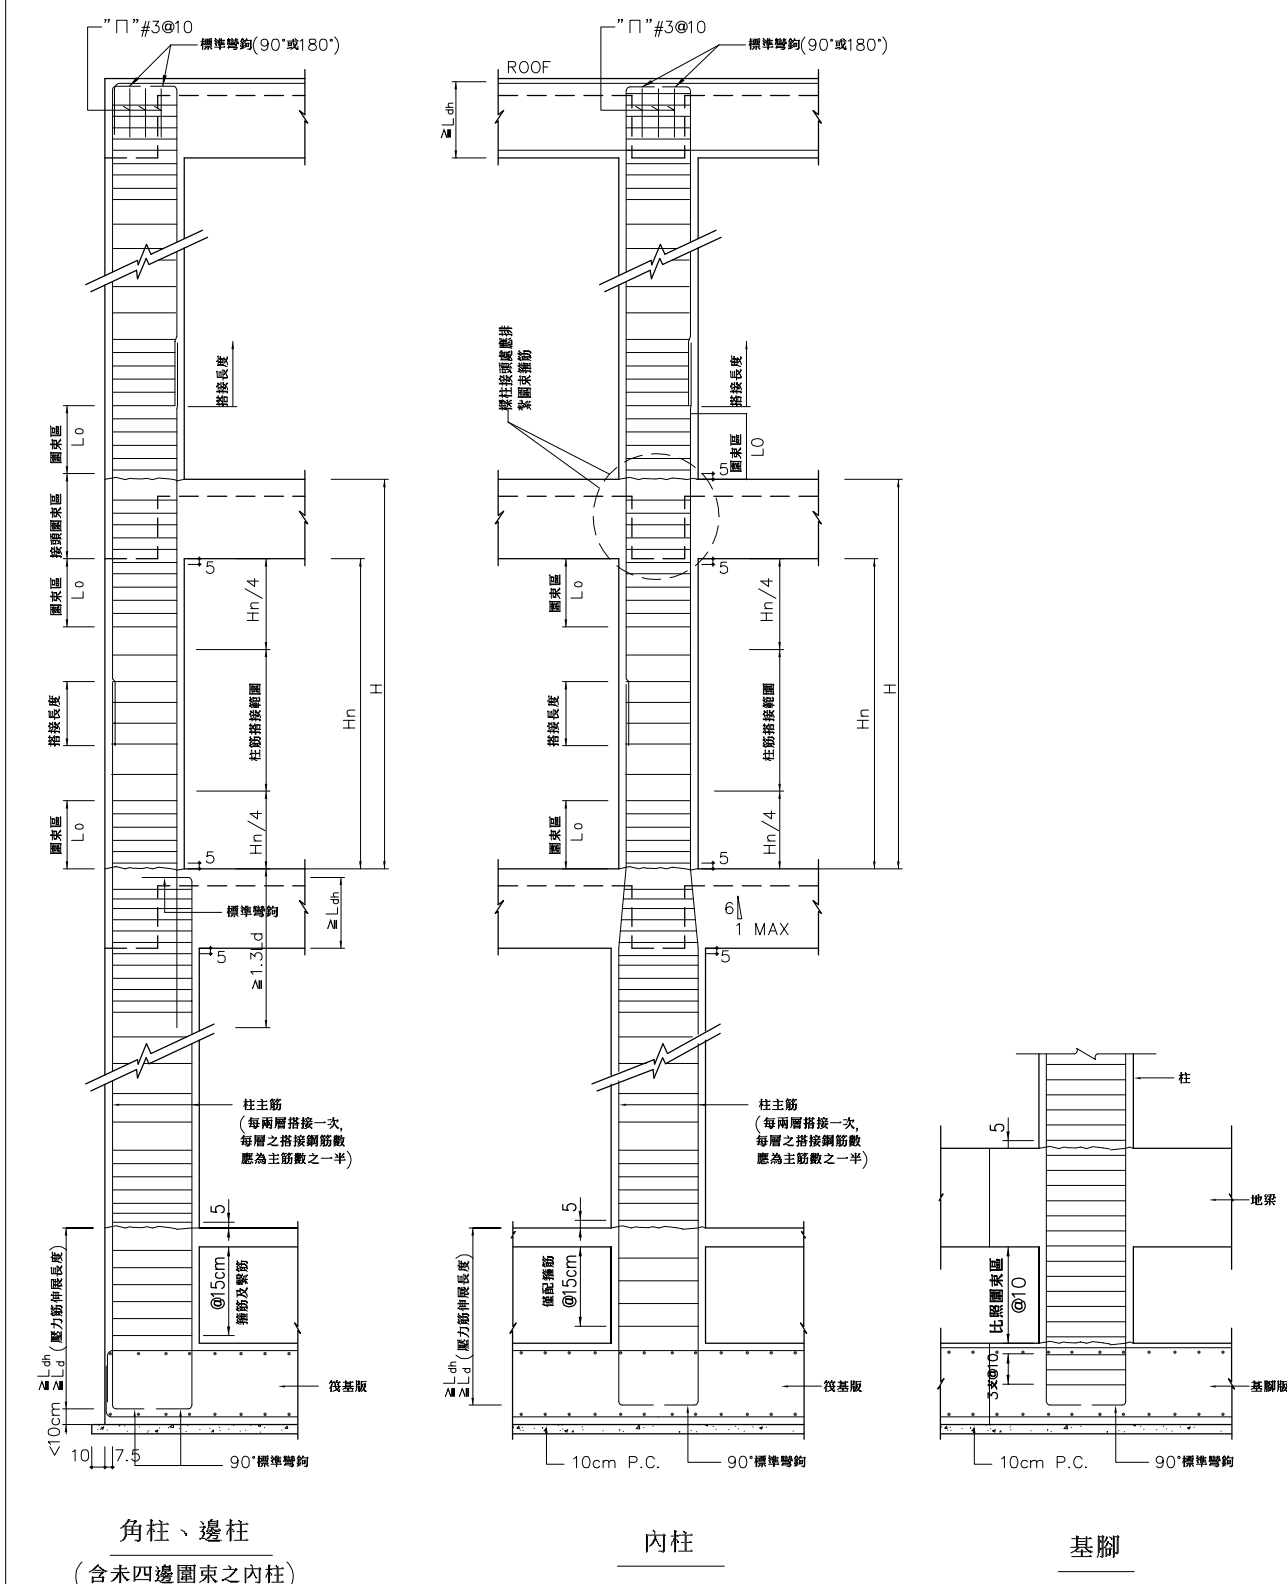 "ㄇ"#3@10
標準彎鉤(90°或180°)
搭接長度
圍束區
Lo
接頭圍束區
圍束區
Lo
5
Hn/4
搭接長度
柱筋搭接範圍
Hn
H
圍束區
Lo
Hn/4
5
標準彎鉤
≧Ldh
5
≧1.3Ld
柱主筋
(每兩層搭接一次,
每層之搭接鋼筋數
應為主筋數之一半)
5
@15cm
箍筋及繫筋
≧Ldh
≧Ld(壓力筋伸展長度)
<10cm
筏基版
10
7.5
90°標準彎鉤
角柱、邊柱
(含未四邊圍束之內柱)
"ㄇ"#3@10
標準彎鉤(90°或180°)
ROOF
≧Ldh
樑柱接頭處應排
紮圍束箍筋
搭接長度
圍束區
LO
5
5
圍束區
Lo
Hn/4
搭接長度
柱筋搭接範圍
Hn
H
圍束區
Lo
Hn/4
5
6
1 MAX
5
柱主筋
(每兩層搭接一次,
每層之搭接鋼筋數
應為主筋數之一半)
5
僅配箍筋
@15cm
≧Ldh
≧Ld(壓力筋伸展長度)
筏基版
10cm P.C.
90°標準彎鉤
內柱
柱
5
地梁
比照圍束區
@10
3支@10
基腳版
10cm P.C.
90°標準彎鉤
基腳